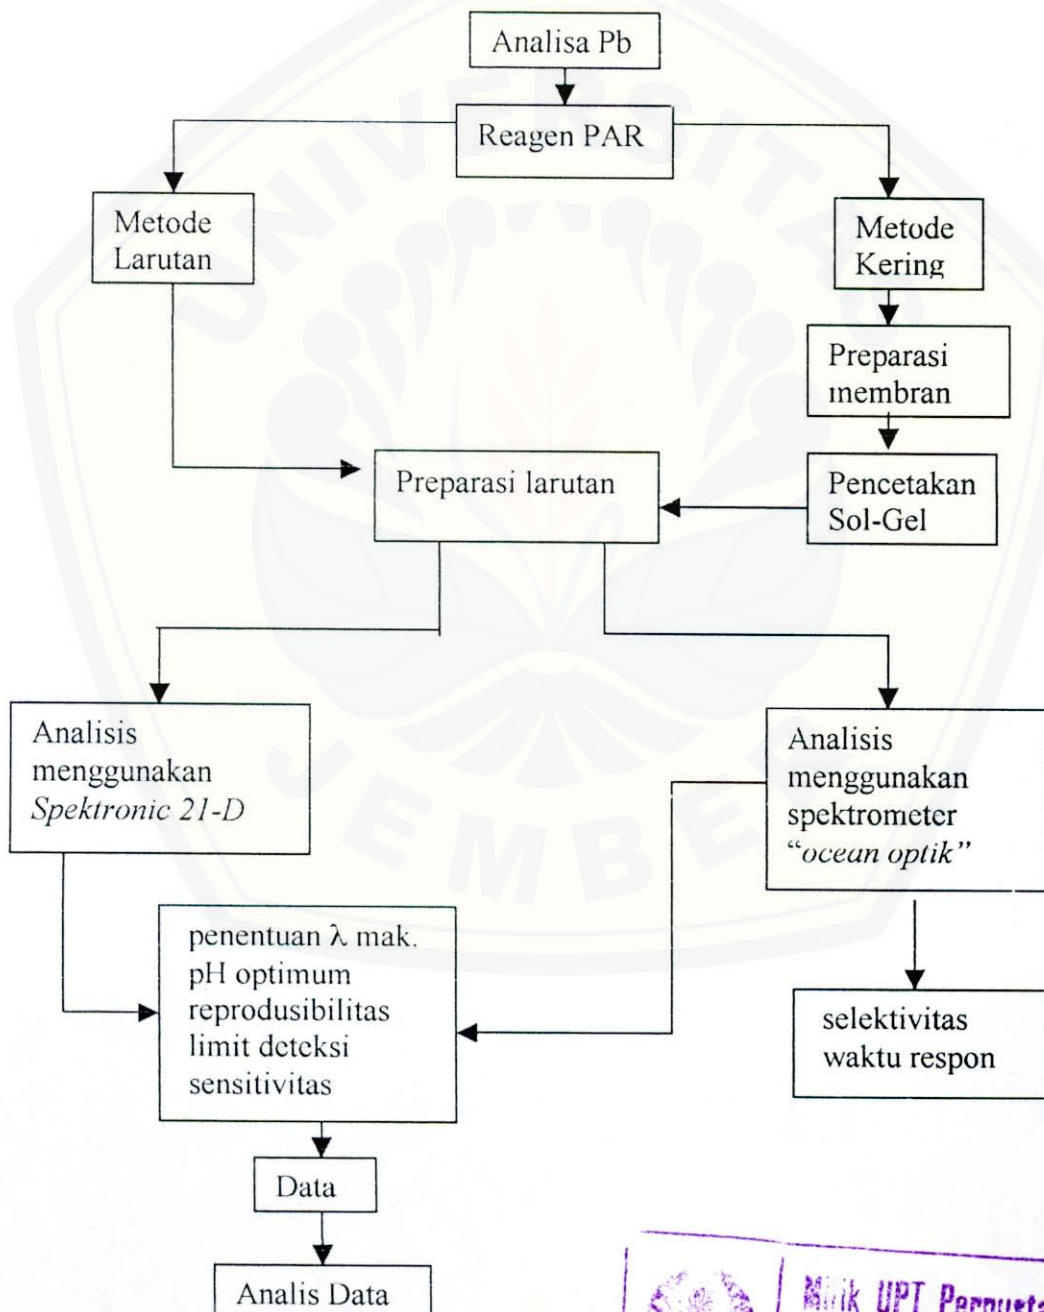 Analisa Pb
Reagen PAR
Metode
Larutan
Metode
Kering
Preparasi
membran
Preparasi larutan
Pencetakan
Sol-Gel
Analisis
menggunakan
Spektronic 21-D
Analisis
menggunakan
spektrometer
“ocean optik”
penentuan λ mak.
pH optimum
reprodusibilitas
limit deteksi
sensitivitas
selektivitas
waktu respon
Data
Analis Data
UNIVERSITAS
JEMBER
Milik UPT